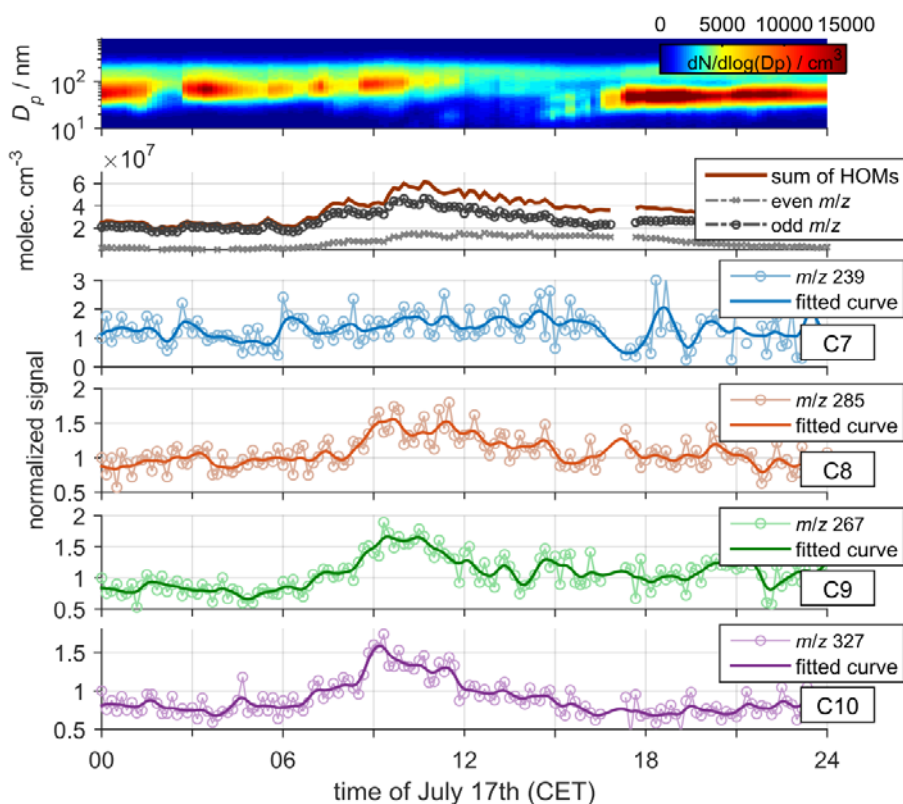 0 5000 10000 15000
dN/dlog(Dp) / cm³
Dₚ / nm
10²
10¹
×10⁷
molec. cm⁻³
6
4
2
sum of HOMs
even m/z
odd m/z
normalized signal
3
2
1
0
m/z 239
fitted curve
C7
2
1.5
1
0.5
m/z 285
fitted curve
C8
2
1.5
1
0.5
m/z 267
fitted curve
C9
1.5
1
0.5
m/z 327
fitted curve
C10
00 06 12 18 24
time of July 17th (CET)